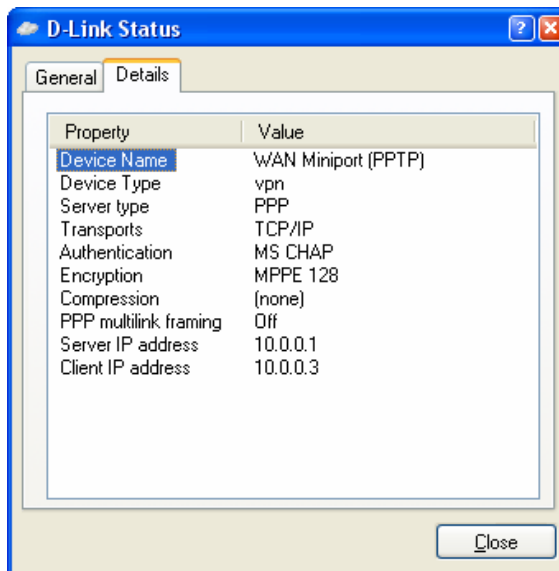 D-Link Status
General Details
Property Value
Device Name WAN Miniport (PPTP)
Device Type vpn
Server type PPP
Transports TCP/IP
Authentication MS CHAP
Encryption MPPE 128
Compression (none)
PPP multilink framing Off
Server IP address 10.0.0.1
Client IP address 10.0.0.3
Close